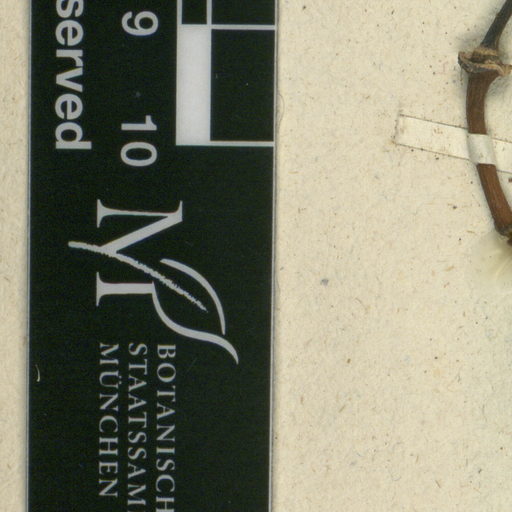 served
9 10
BOTANISCH
STAATSSAM
MÜNCHEN